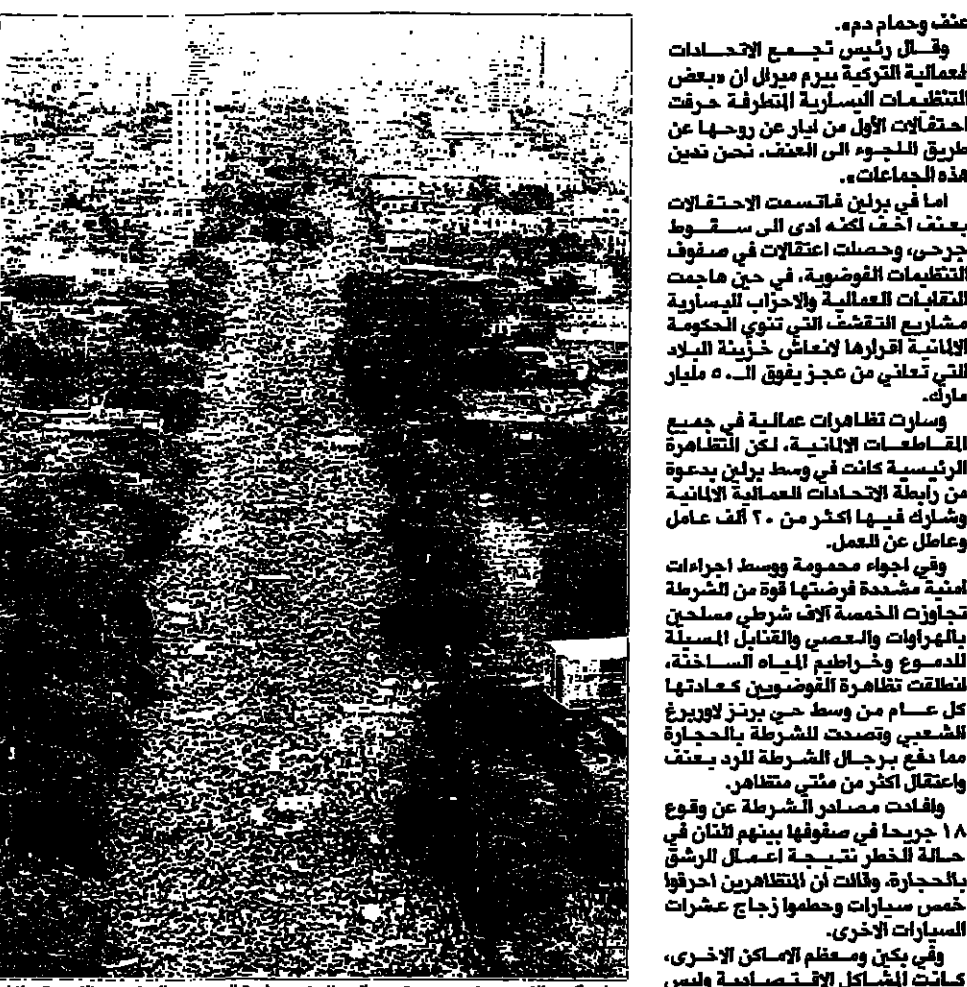 عنف وحمام دم».
وقال رئيس تجمع الاتحادات
العمالية التركية بيرم ميرال ان «بعض
التنظيمات اليسارية المتطرفة حرفت
احتفالات الأول من ايار عن روحها عن
طريق اللجوء الى العنف. نحن ندين
هذه الجماعات».
اما في برلين فاتسمت الاحتفالات
بعنف أخف لكنه ادى الى سقوط
جرحى، وحصلت اعتقالات في صفوف
التنظيمات الفوضوية، في حين هاجمت
النقابات العمالية والاحزاب اليسارية
مشاريع التقشف التي تنوي الحكومة
الالمانية اقرارها لانعاش خزينة البلاد
التي تعاني من عجز يفوق الـ٥٠ مليار
مارك.
وسارت تظاهرات عمالية في جميع
المقاطعات الالمانية، لكن التظاهرة
الرئيسية كانت في وسط برلين بدعوة
من رابطة الاتحادات العمالية الالمانية
وشارك فيها اكثر من ٢٠ ألف عامل
وعاطل عن العمل.
وفي اجواء محمومة ووسط اجراءات
امنية مشددة فرضتها قوة من الشرطة
تجاوزت الخمسة آلاف شرطي مسلحين
بالهراوات والعصي والقنابل المسيلة
للدموع وخراطيم المياه الساخنة،
انطلقت تظاهرة الفوضويين كعادتها
كل عام من وسط حي برنز لاوربرغ
الشعبي وتصدت للشرطة بالحجارة
مما دفع برجال الشرطة للرد بعنف
واعتقال اكثر من مئتي متظاهر.
وافادت مصادر الشرطة عن وقوع
١٨ جريحا في صفوفها بينهم اثنان في
حالة الخطر نتيجة اعمال الرشق
بالحجارة. وقالت ان المتظاهرين احرقوا
خمس سيارات وحطموا زجاج عشرات
السيارات الاخرى.
وفي بكين ومعظم الاماكن الاخرى،
كانت المشاكل الاقتصادية وليس